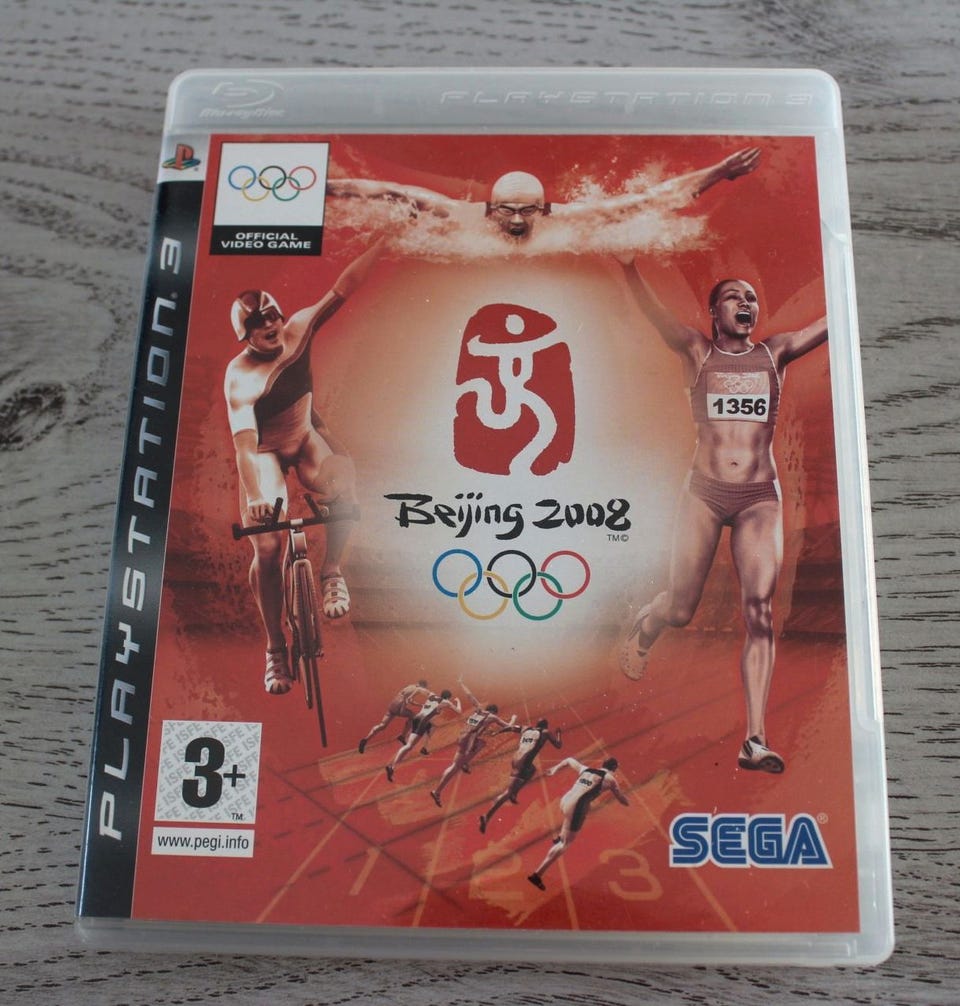 Blu-ray Disc
PLAYSTATION 3
PLAYSTATION 3
OFFICIAL
VIDEO GAME
1356
Beijing 2008
TM©
3+
TM
www.pegi.info
SEGA®
1 2 3